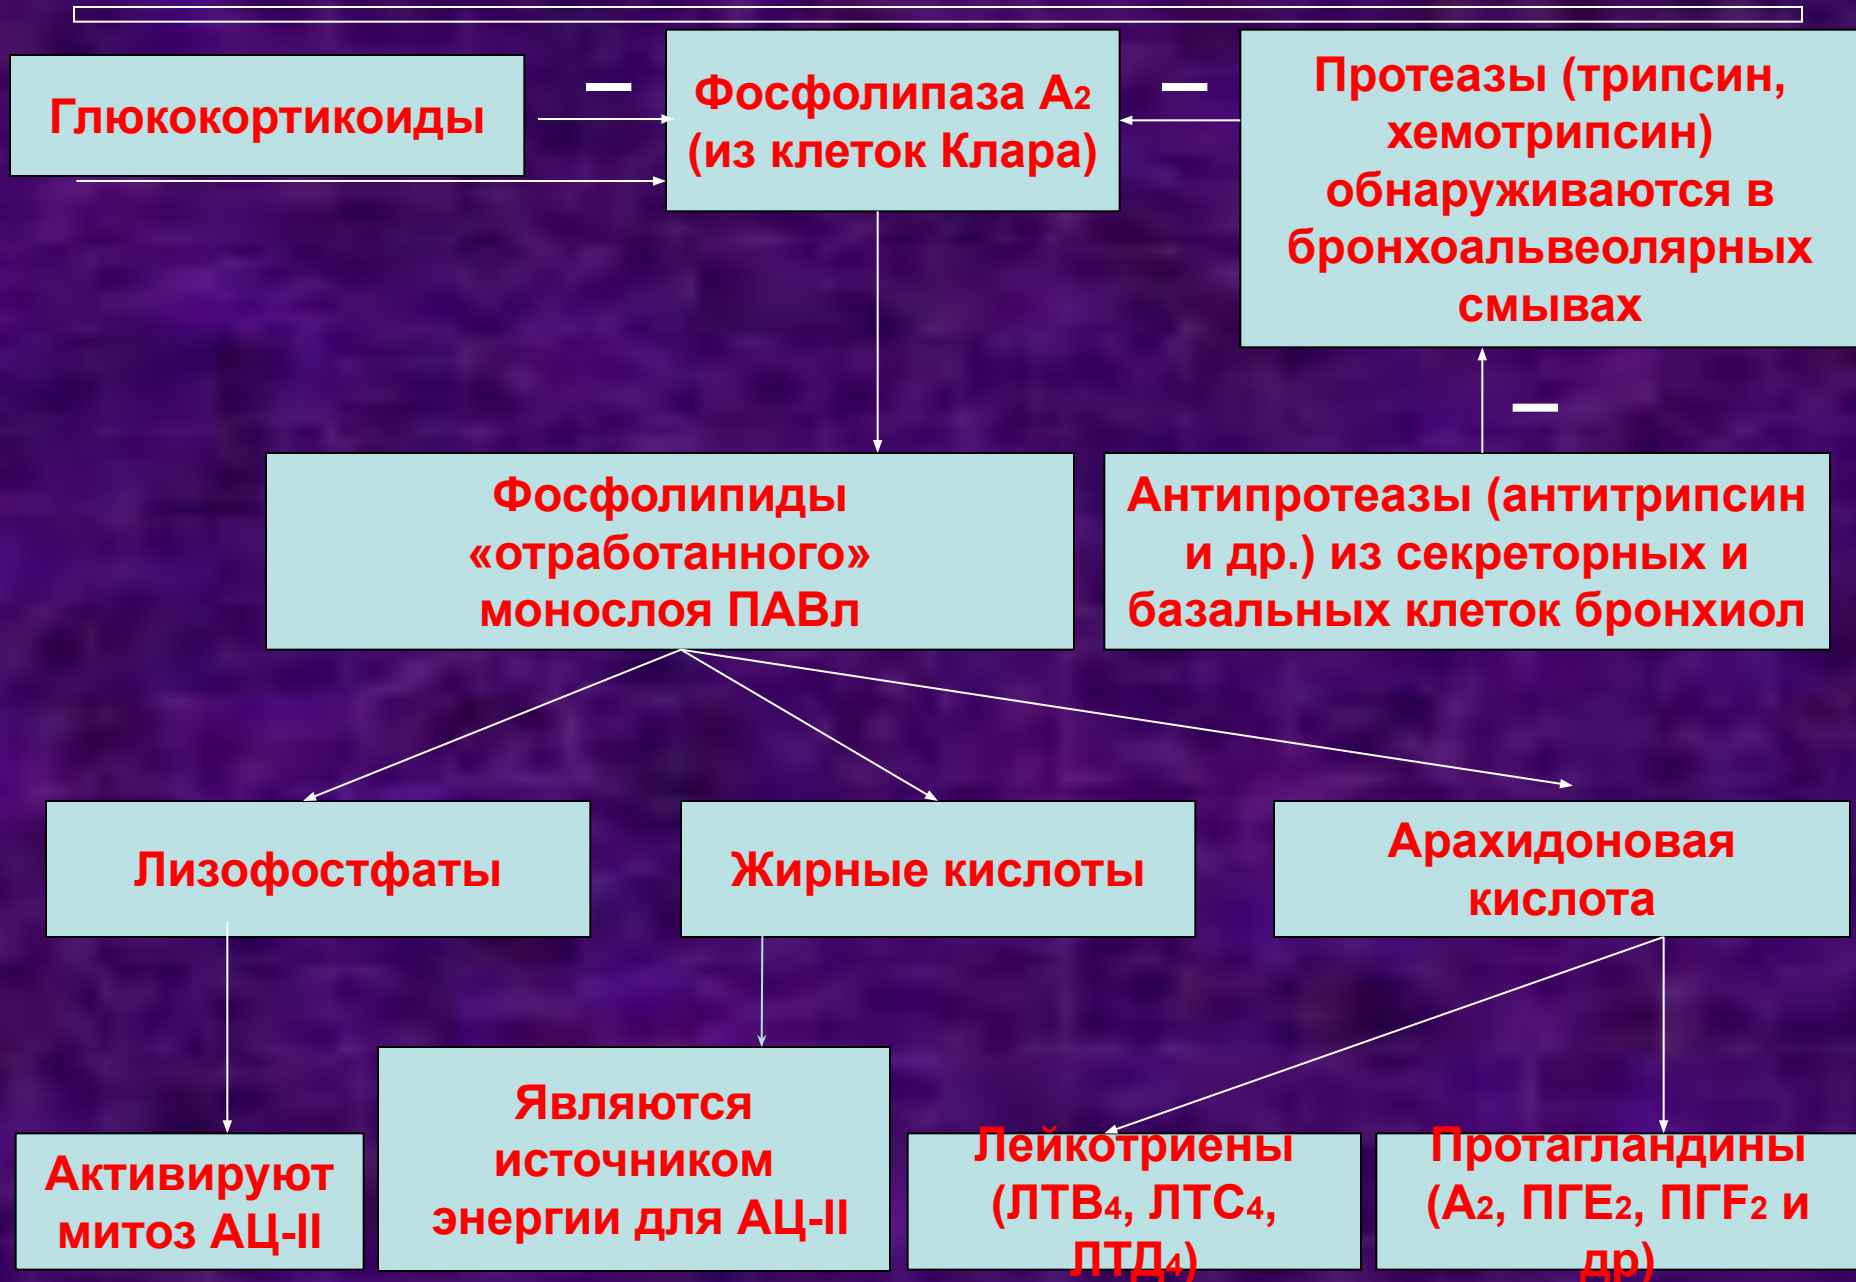 Глюкокортикоиды
–
Фосфолипаза А2
(из клеток Клара)
–
Протеазы (трипсин,
хемотрипсин)
обнаруживаются в
бронхоальвеолярных
смывах
–
Фосфолипиды
«отработанного»
монослоя ПАВл
Антипротеазы (антитрипсин
и др.) из секреторных и
базальных клеток бронхиол
Лизофостфаты
Жирные кислоты
Арахидоновая
кислота
Активируют
митоз АЦ-II
Являются
источником
энергии для АЦ-II
Лейкотриены
(ЛТВ4, ЛТС4,
ЛТД4)
Протагландины
(А2, ПГЕ2, ПГF2 и
др)